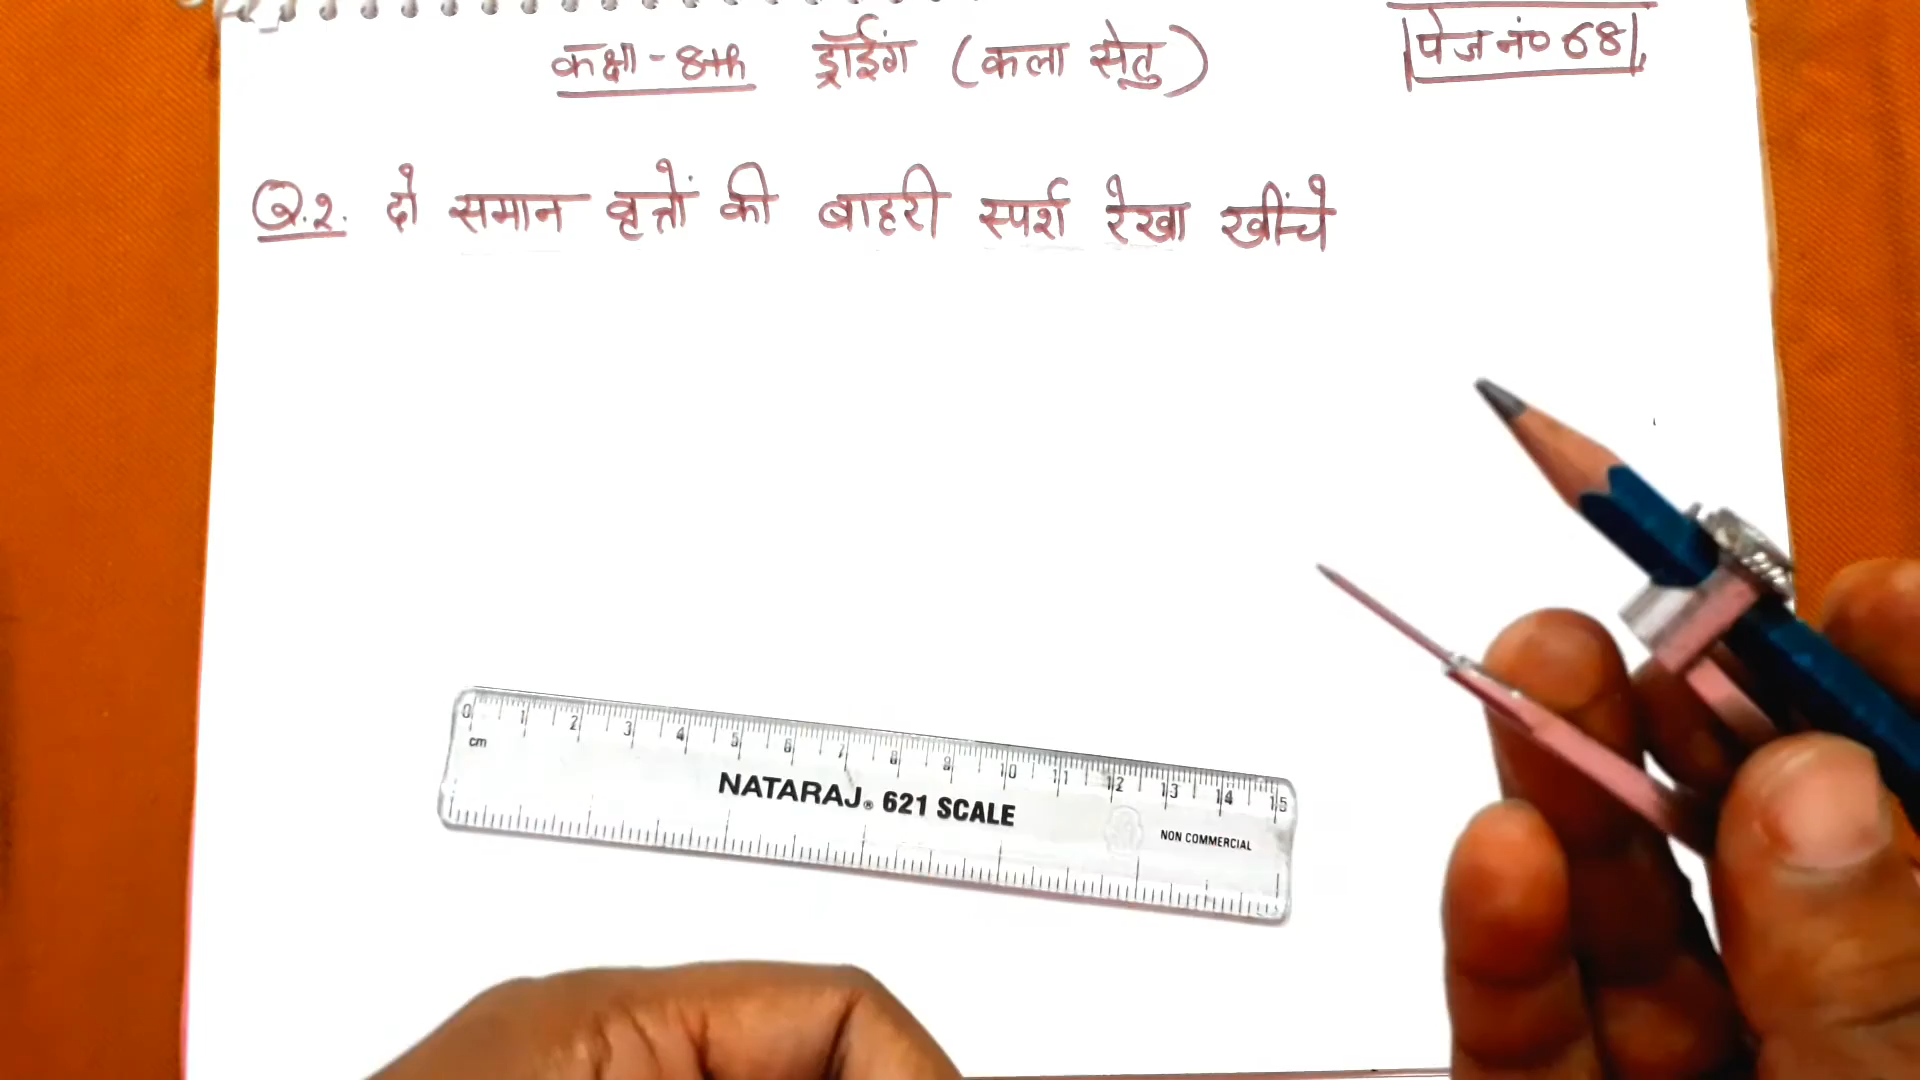 कक्षा - 8th ड्रॉईंग (कला सेतु)
पेज नं० 68
Q.2. दो समान वृत्तों की बाहरी स्पर्श रेखा खींचे
0 1 2 3 4 5 6 7 8 9 10 11 12 13 14 15
cm
NATARAJ® 621 SCALE
NON COMMERCIAL